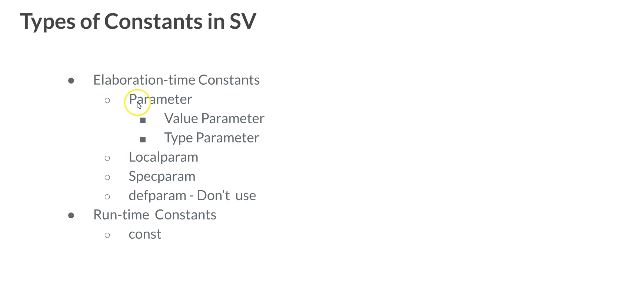 Types of Constants in SV
● Elaboration-time Constants
○ Parameter
■ Value Parameter
■ Type Parameter
○ Localparam
○ Specparam
○ defparam - Don't use
● Run-time Constants
○ const